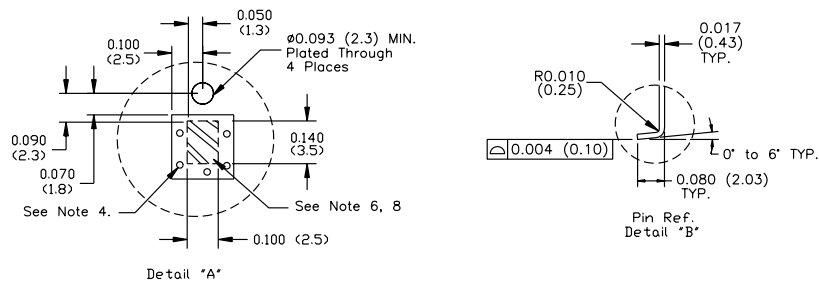 0.050
(1.3)
0.100
(2.5)
ø0.093 (2.3) MIN.
Plated Through
4 Places
0.090
(2.3)
0.070
(1.8)
0.140
(3.5)
See Note 4.
See Note 6, 8
0.100 (2.5)
Detail "A"
0.017
(0.43)
TYP.
R0.010
(0.25)
⌓ 0.004 (0.10)
0° to 6° TYP.
0.080 (2.03)
TYP.
Pin Ref.
Detail "B"